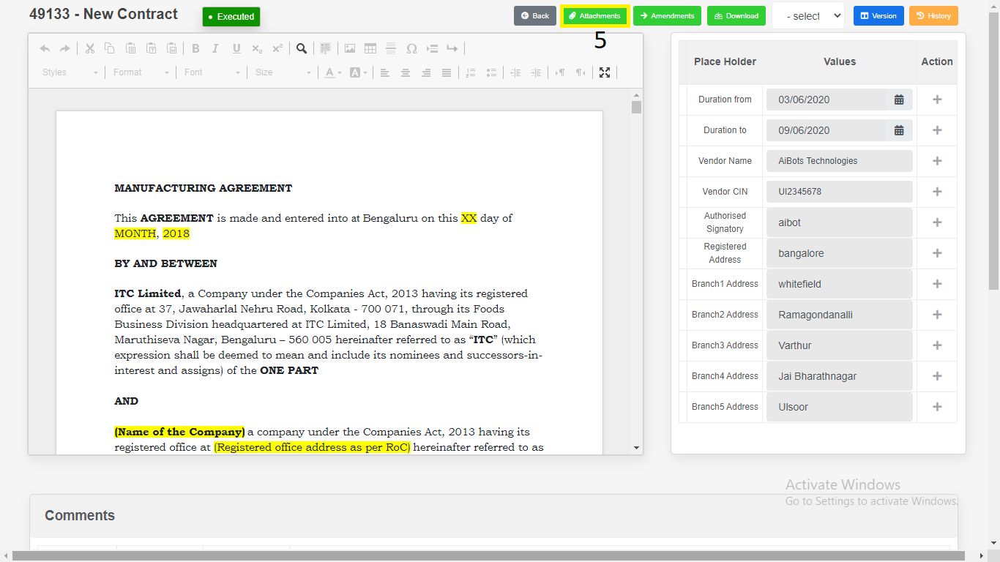 49133 - New Contract
Executed
Back
Attachments
Amendments
Download
- select
Version
History
5
Styles
Format
Font
Size
MANUFACTURING AGREEMENT
This AGREEMENT is made and entered into at Bengaluru on this XX day of
MONTH, 2018
BY AND BETWEEN
ITC Limited, a Company under the Companies Act, 2013 having its registered
office at 37, Jawaharlal Nehru Road, Kolkata - 700 071, through its Foods
Business Division headquartered at ITC Limited, 18 Banaswadi Main Road,
Maruthiseva Nagar, Bengaluru – 560 005 hereinafter referred to as “ITC” (which
expression shall be deemed to mean and include its nominees and successors-in-
interest and assigns) of the ONE PART
AND
(Name of the Company) a company under the Companies Act, 2013 having its
registered office at (Registered office address as per RoC) hereinafter referred to as
Place Holder Values Action
Duration from 03/06/2020
Duration to 09/06/2020
Vendor Name AiBots Technologies
Vendor CIN UI2345678
Authorised
Signatory aibot
Registered
Address bangalore
Branch1 Address whitefield
Branch2 Address Ramagondanalli
Branch3 Address Varthur
Branch4 Address Jai Bharathnagar
Branch5 Address Ulsoor
Activate Windows
Go to Settings to activate Windows.
Comments